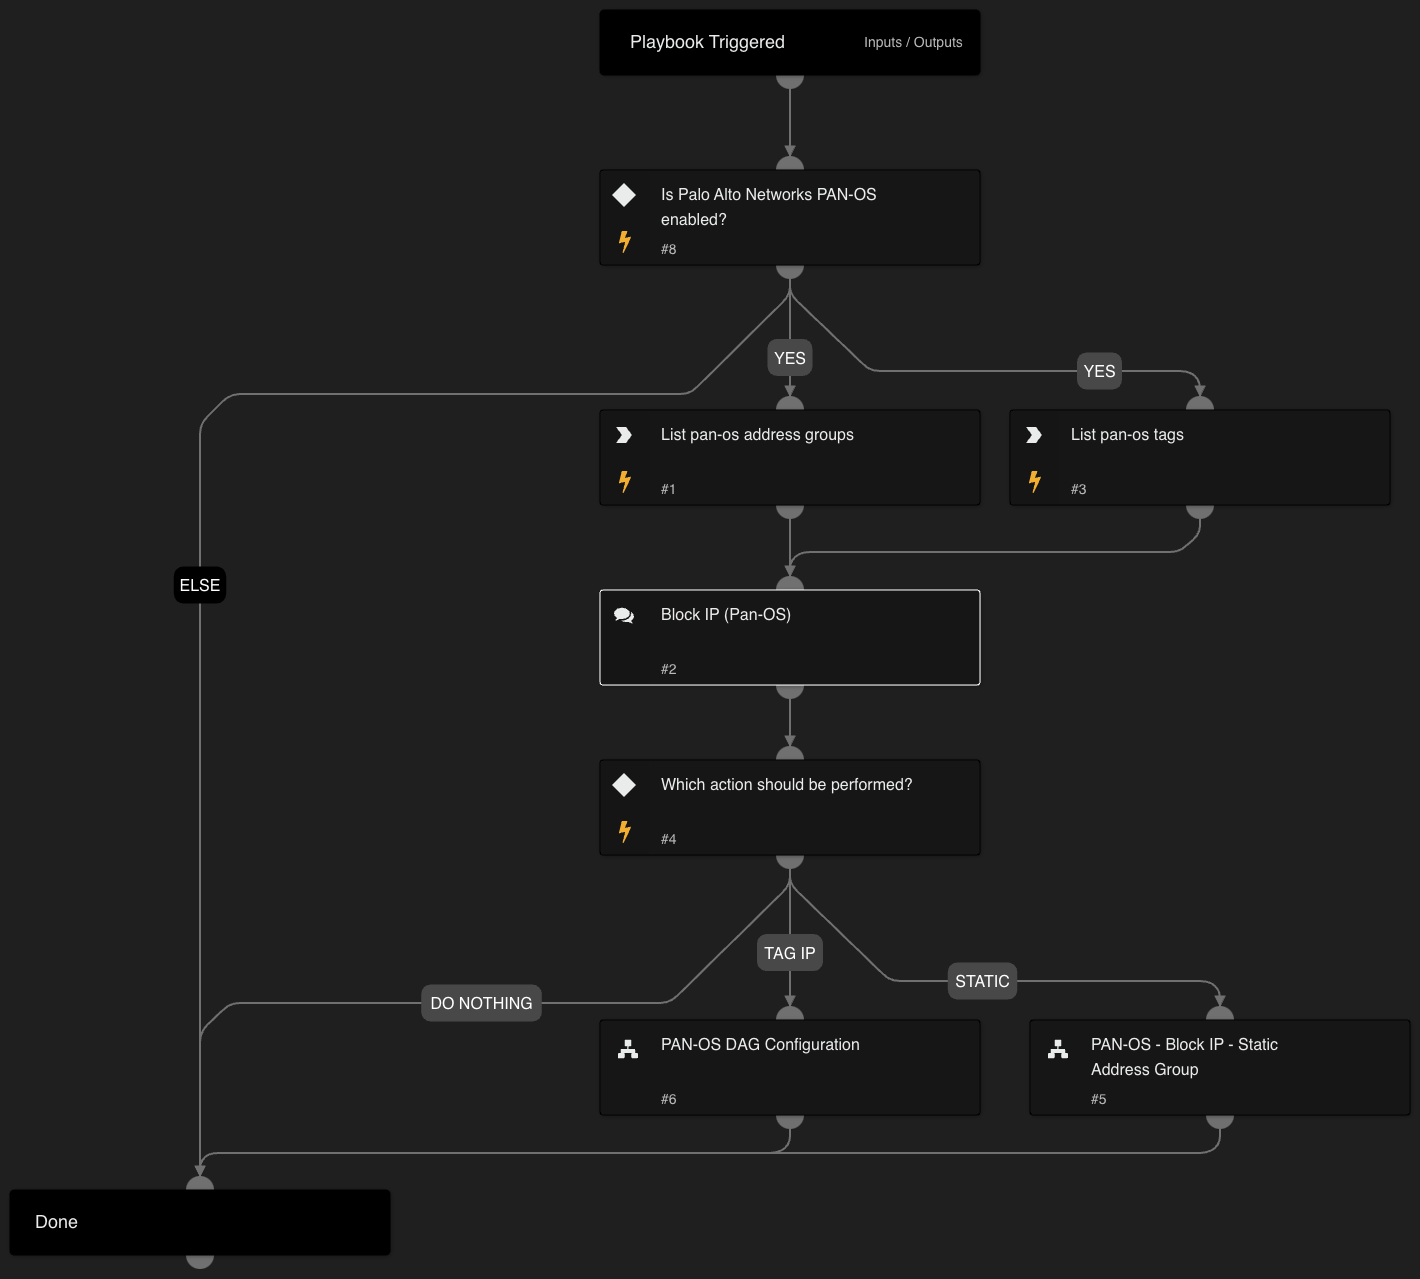 Playbook Triggered
Inputs / Outputs
Is Palo Alto Networks PAN-OS
enabled?
#8
YES
YES
List pan-os address groups
#1
List pan-os tags
#3
ELSE
Block IP (Pan-OS)
#2
Which action should be performed?
#4
TAG IP
STATIC
DO NOTHING
PAN-OS DAG Configuration
#6
PAN-OS - Block IP - Static
Address Group
#5
Done